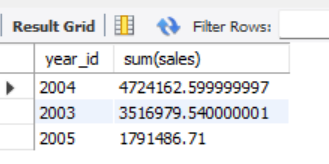 Result Grid Filter Rows:
year_id sum(sales)
2004 4724162.599999997
2003 3516979.540000001
2005 1791486.71